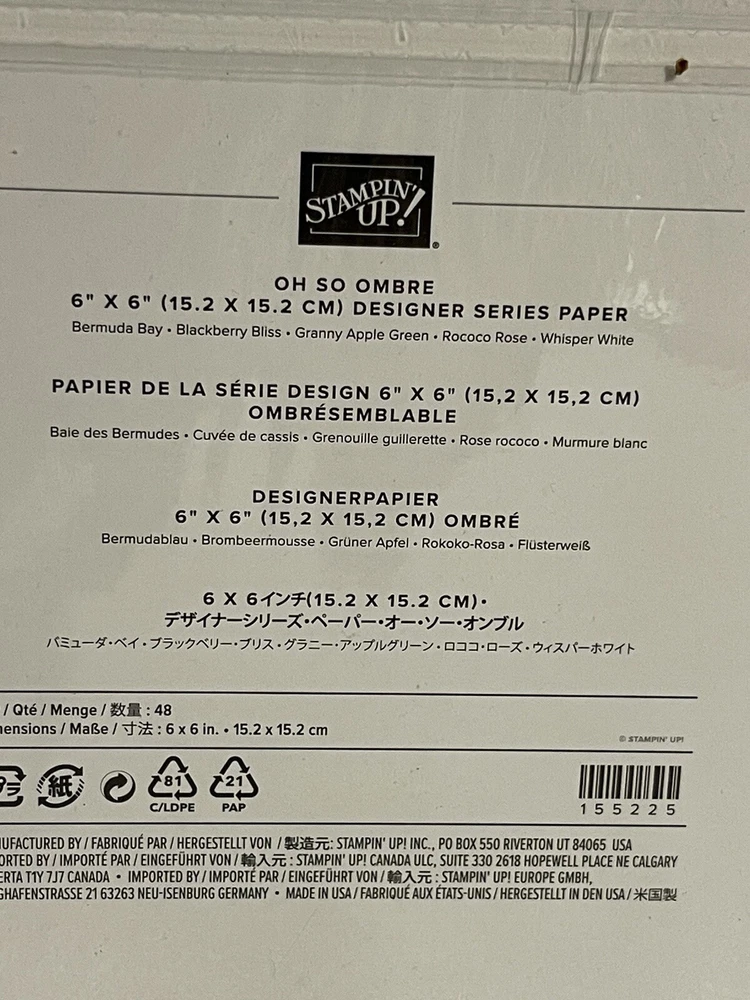 STAMPIN' UP!®
OH SO OMBRE
6" X 6" (15.2 X 15.2 CM) DESIGNER SERIES PAPER
Bermuda Bay • Blackberry Bliss • Granny Apple Green • Rococo Rose • Whisper White
PAPIER DE LA SÉRIE DESIGN 6" X 6" (15,2 X 15,2 CM)
OMBRÉSEMBLABLE
Baie des Bermudes • Cuvée de cassis • Grenouille guillerette • Rose rococo • Murmure blanc
DESIGNERPAPIER
6" X 6" (15,2 X 15,2 CM) OMBRÉ
Bermudablau • Brombeermousse • Grüner Apfel • Rokoko-Rosa • Flüsterweiß
6 X 6インチ(15.2 X 15.2 CM)・
デザイナーシリーズ・ペーパー・オー・ソー・オンブル
バミューダ・ベイ・ブラックベリー・ブリス・グラニー・アップルグリーン・ロココ・ローズ・ウィスパーホワイト
/ Qté / Menge / 数量 : 48
ensions / Maße / 寸法 : 6 x 6 in. • 15.2 x 15.2 cm
© STAMPIN' UP!
プラ 紙 81 21
C/LDPE PAP
155225
UFACTURED BY / FABRIQUÉ PAR / HERGESTELLT VON / 製造元: STAMPIN' UP! INC., PO BOX 550 RIVERTON UT 84065 USA
ORTED BY / IMPORTÉ PAR / EINGEFÜHRT VON / 輸入元 : STAMPIN' UP! CANADA ULC, SUITE 330 2618 HOPEWELL PLACE NE CALGARY
ERTA T1Y 7J7 CANADA • IMPORTED BY / IMPORTÉ PAR / EINGEFÜHRT VON / 輸入元 : STAMPIN' UP! EUROPE GMBH,
GHAFENSTRASSE 21 63263 NEU-ISENBURG GERMANY • MADE IN USA / FABRIQUÉ AUX ÉTATS-UNIS / HERGESTELLT IN DEN USA / 米国製